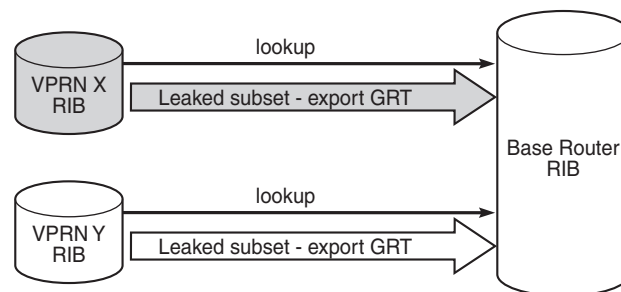 lookup
VPRN X
RIB
Leaked subset - export GRT
Base Router
RIB
lookup
VPRN Y
RIB
Leaked subset - export GRT